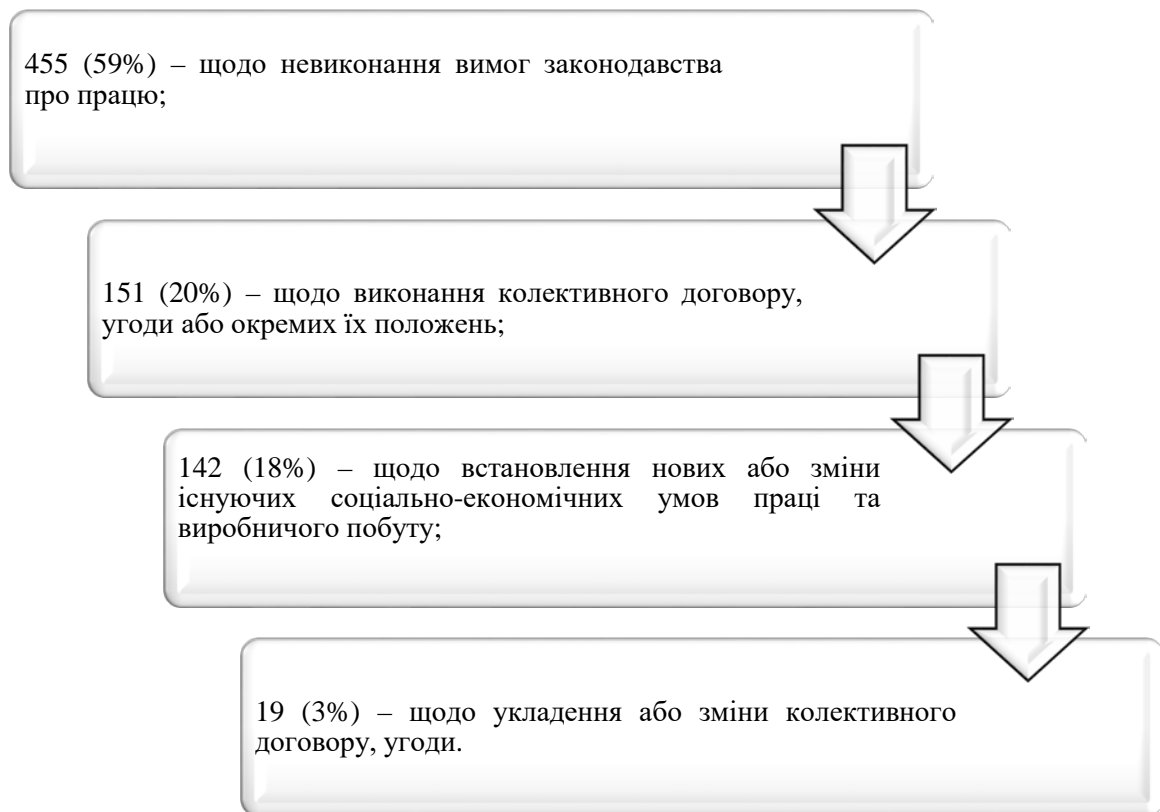 455 (59%) – щодо невиконання вимог законодавства
про працю;
151 (20%) – щодо виконання колективного договору,
угоди або окремих їх положень;
142 (18%) – щодо встановлення нових або зміни
існуючих соціально-економічних умов праці та
виробничого побуту;
19 (3%) – щодо укладення або зміни колективного
договору, угоди.